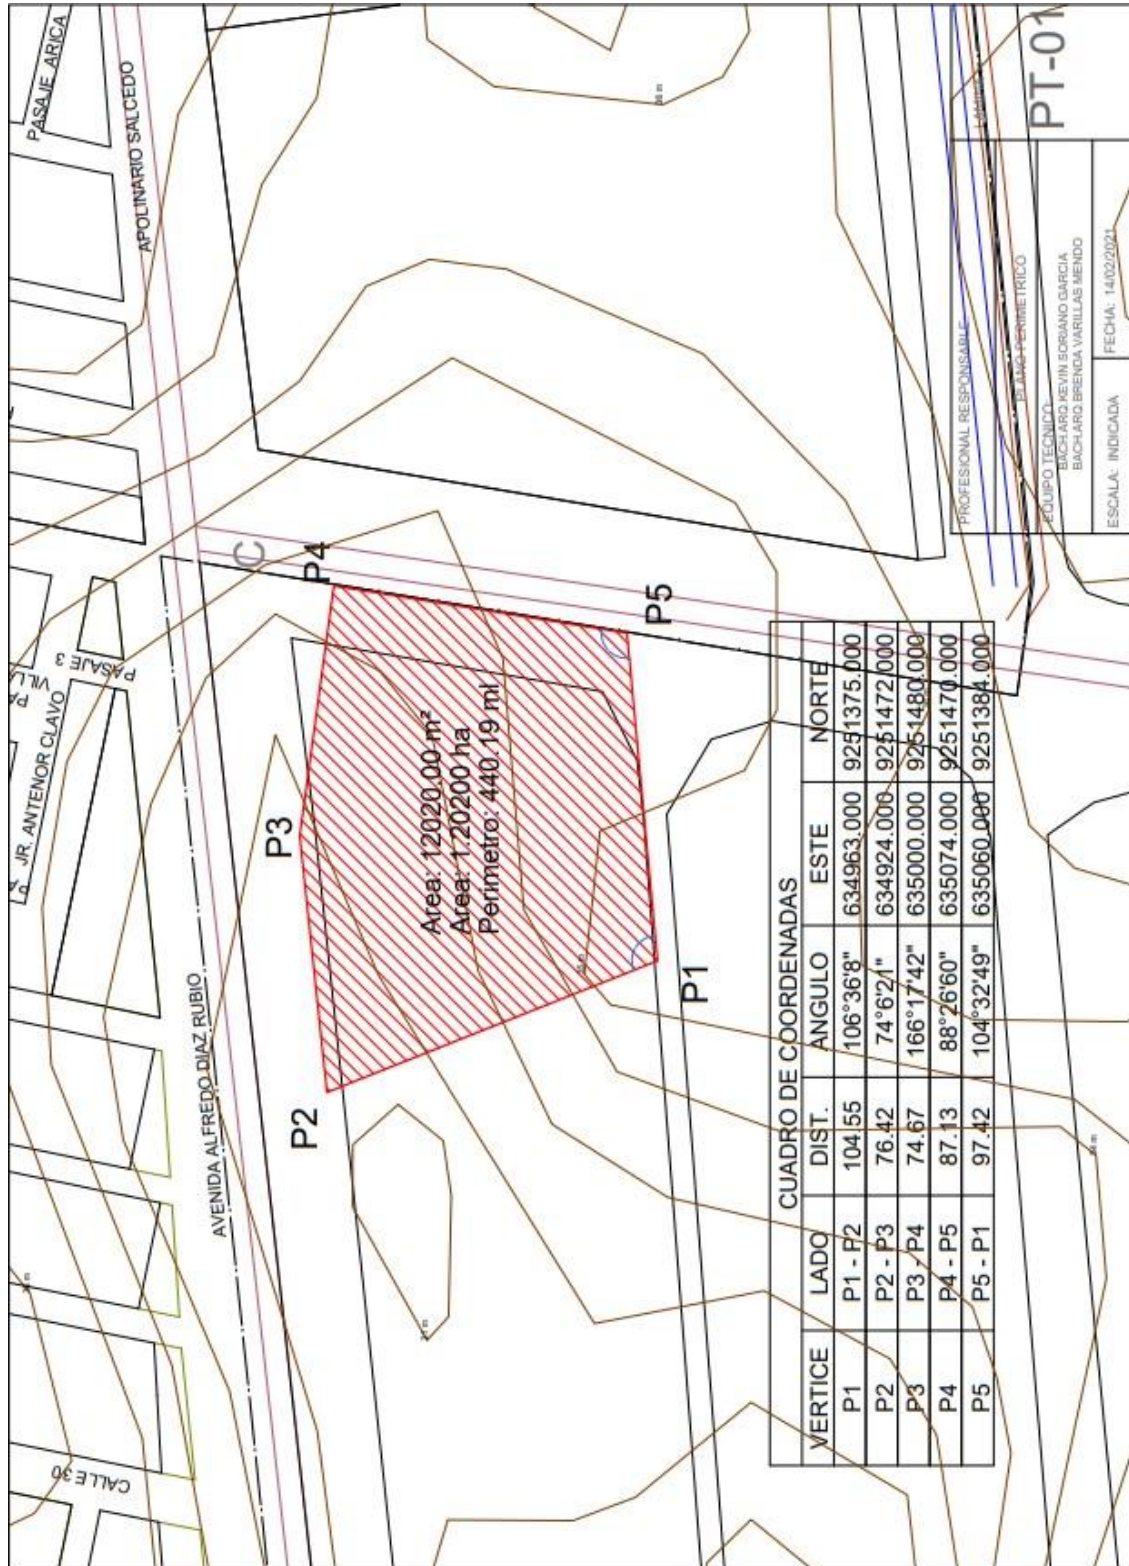 PASAJE ARICA
APOLINARIO SALCEDO
PASAJE 3
JR. ANTENOR CLAVO
AVENIDA ALFREDO DIAZ RUBIO
CALLE 30
C
P2
P3
P4
P5
P1
Area: 12020.00 m²
Area: 1.20200 ha
Perimetro: 440.19 ml
CUADRO DE COORDENADAS
VERTICE LADO DIST. ANGULO ESTE NORTE
P1 P1 - P2 104.55 106°36'8" 634963.000 9251375.000
P2 P2 - P3 76.42 74°6'21" 634924.000 9251472.000
P3 P3 - P4 74.67 166°17'42" 635000.000 9251480.000
P4 P4 - P5 87.13 88°26'60" 635074.000 9251470.000
P5 P5 - P1 97.42 104°32'49" 635060.000 9251384.000
PROFESIONAL RESPONSABLE:
PLANO PERIMETRICO
EQUIPO TECNICO:
BACH.ARQ. KEVIN SORIANO GARCIA
BACH.ARQ. BRENDA VARILLAS MENDO
ESCALA: INDICADA
FECHA: 14/02/2021
PT-01